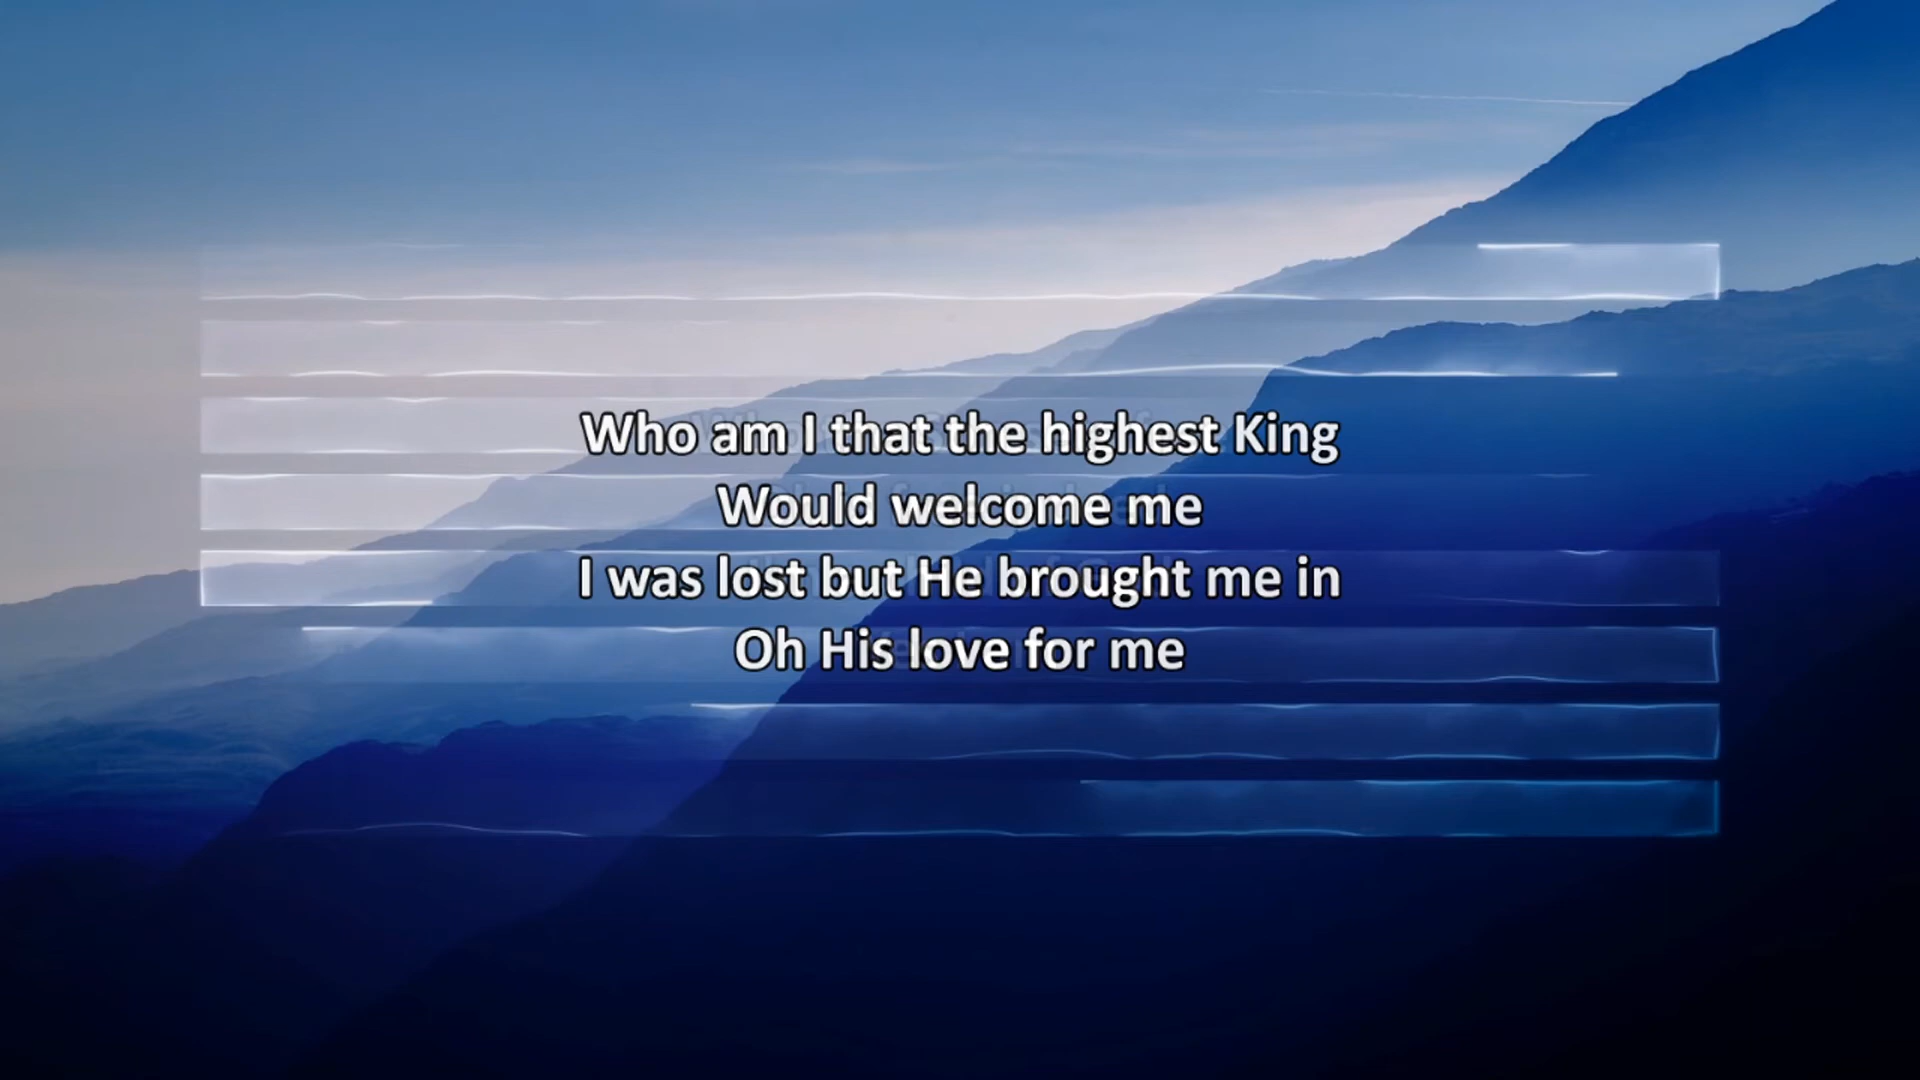 Who am I that the highest King
Would welcome me
I was lost but He brought me in
Oh His love for me